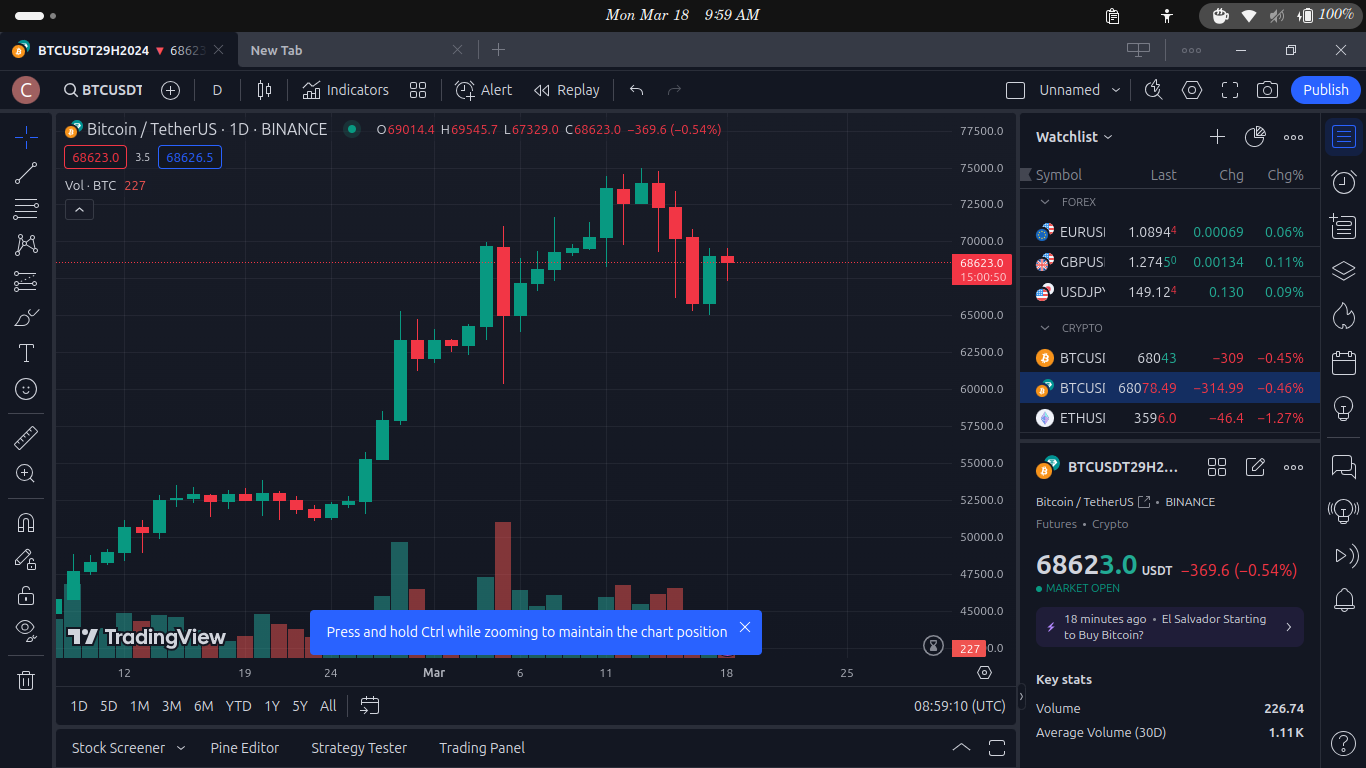 Mon Mar 18 9:59 AM
100%
BTCUSDT29H2024 ▼ 68623
New Tab
C
BTCUSDT
D
Indicators
Alert
Replay
Unnamed
Publish
Bitcoin / TetherUS · 1D · BINANCE
O69014.4 H69545.7 L67329.0 C68623.0 −369.6 (−0.54%)
68623.0 3.5 68626.5
Vol · BTC 227
77500.0
75000.0
72500.0
70000.0
68623.0
15:00:50
65000.0
62500.0
60000.0
57500.0
55000.0
52500.0
50000.0
47500.0
45000.0
227
TradingView
Press and hold Ctrl while zooming to maintain the chart position
12 19 24 Mar 6 11 18 25
1D 5D 1M 3M 6M YTD 1Y 5Y All
08:59:10 (UTC)
Stock Screener Pine Editor Strategy Tester Trading Panel
Watchlist
Symbol Last Chg Chg%
FOREX
EURUS 1.08944 0.00069 0.06%
GBPUS 1.27450 0.00134 0.11%
USDJP 149.124 0.130 0.09%
CRYPTO
BTCUS 68043 −309 −0.45%
BTCUS 68078.49 −314.99 −0.46%
ETHUS 3596.0 −46.4 −1.27%
BTCUSDT29H2...
Bitcoin / TetherUS • BINANCE
Futures • Crypto
68623.0 USDT −369.6 (−0.54%)
MARKET OPEN
18 minutes ago • El Salvador Starting
to Buy Bitcoin?
Key stats
Volume 226.74
Average Volume (30D) 1.11K